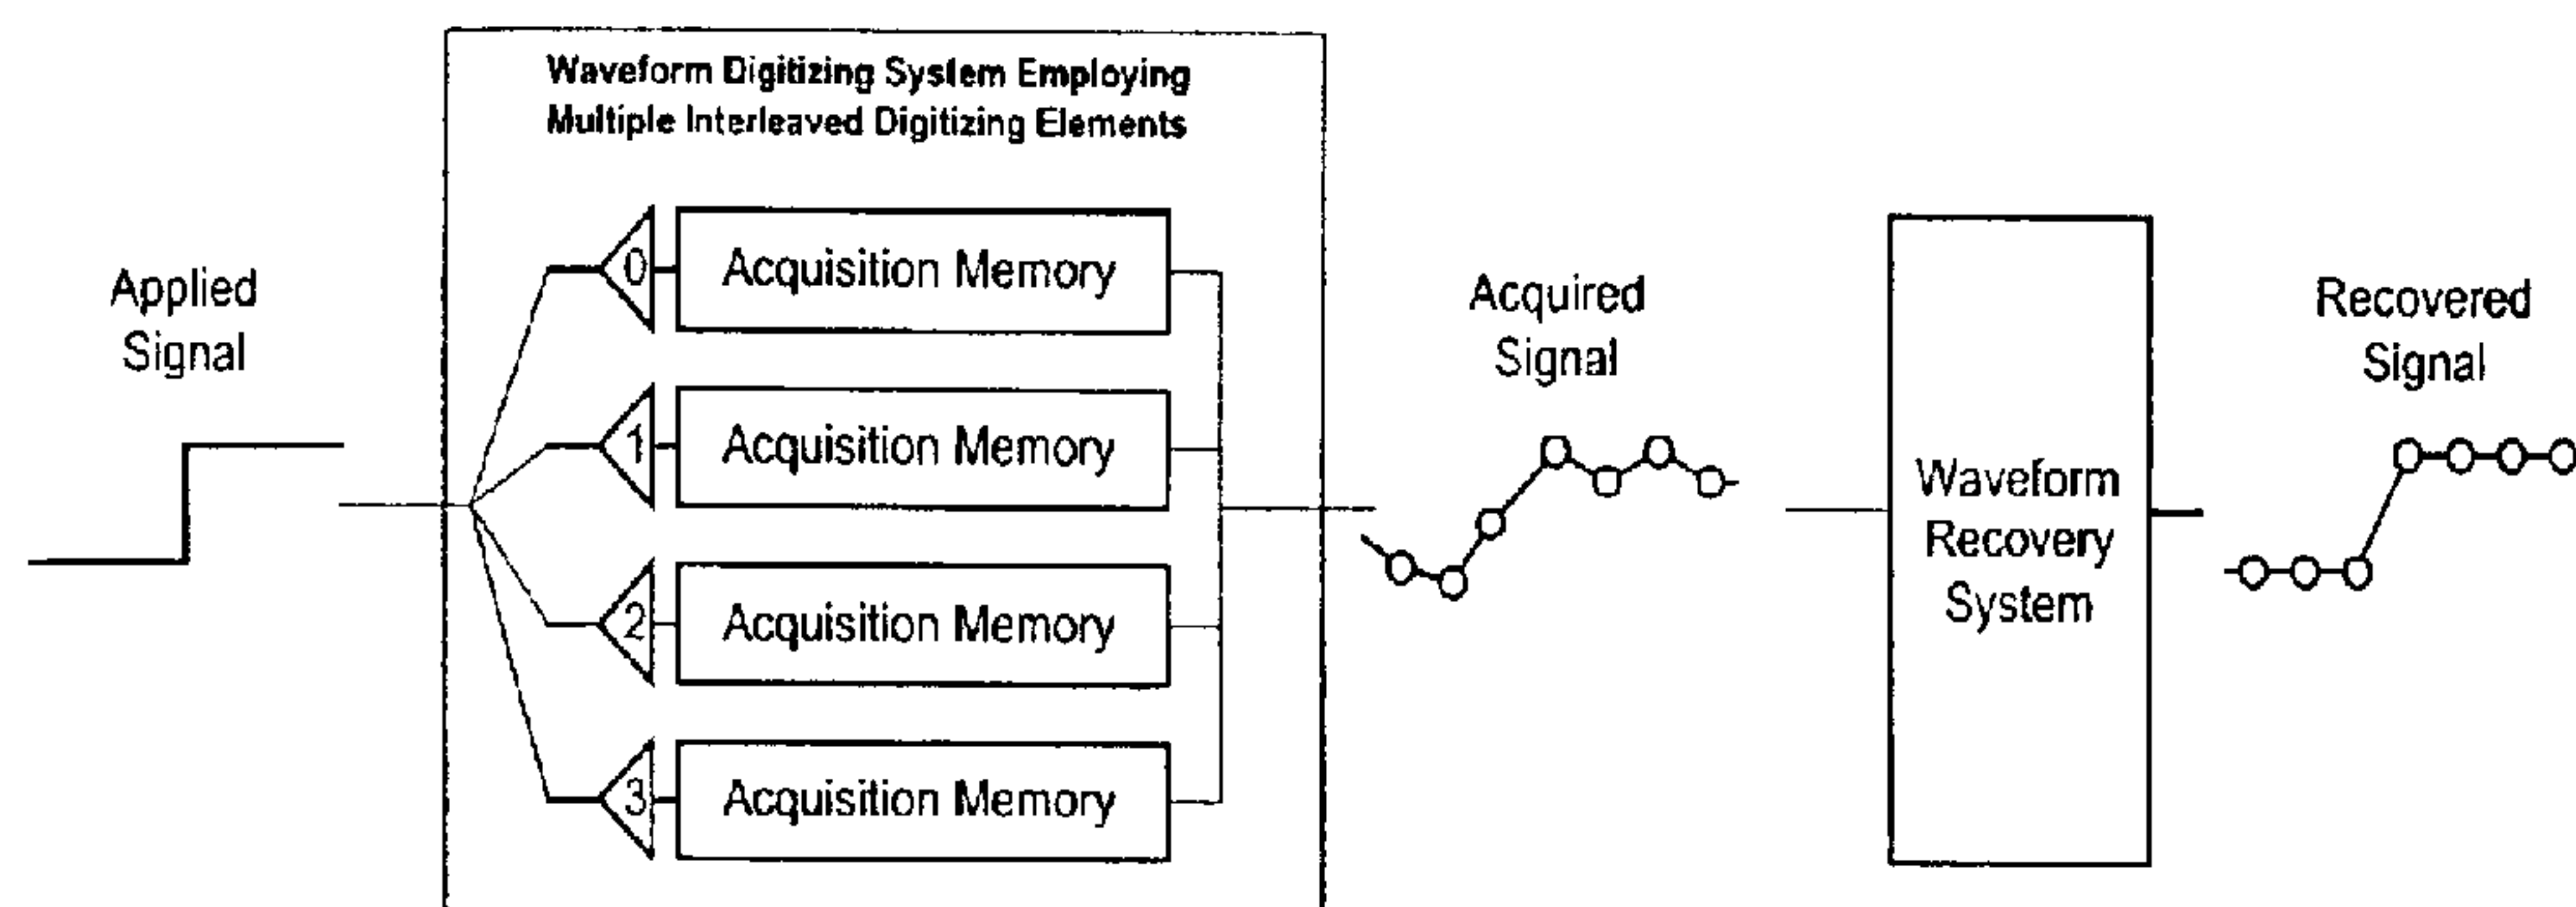 Waveform Digitizing System Employing
Multiple Interleaved Digitizing Elements
Applied
Signal
0
Acquisition Memory
1
Acquisition Memory
2
Acquisition Memory
3
Acquisition Memory
Acquired
Signal
Waveform
Recovery
System
Recovered
Signal